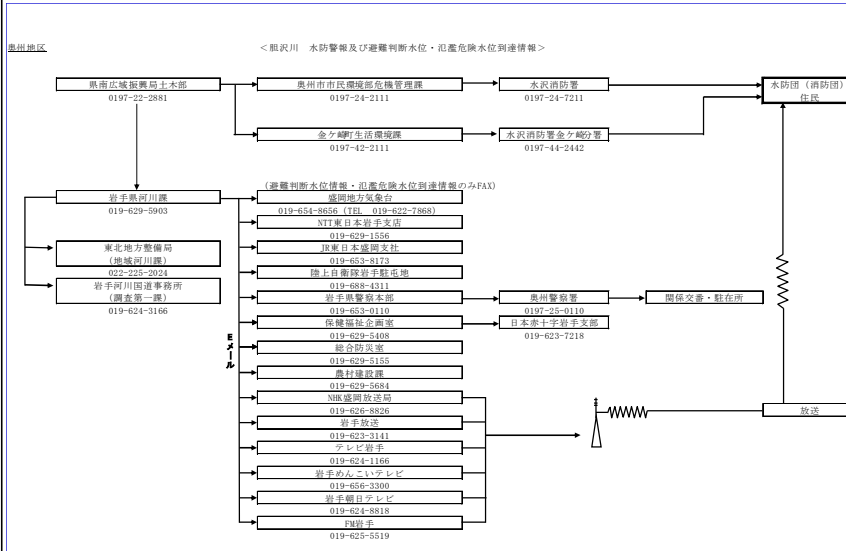 奥州地区
＜胆沢川　水防警報及び避難判断水位・氾濫危険水位到達情報＞
県南広域振興局土木部
0197-22-2881
奥州市市民環境部危機管理課
0197-24-2111
水沢消防署
0197-24-7211
水防団（消防団）
住民
金ケ崎町生活環境課
0197-42-2111
水沢消防署金ケ崎分署
0197-44-2442
(避難判断水位情報・氾濫危険水位到達情報のみFAX)
岩手県河川課
019-629-5903
盛岡地方気象台
019-654-8656 (TEL　019-622-7868)
NTT東日本岩手支店
019-629-1556
東北地方整備局
(地域河川課)
022-225-2024
JR東日本盛岡支社
019-653-8173
陸上自衛隊岩手駐屯地
019-688-4311
岩手河川国道事務所
(調査第一課)
019-624-3166
岩手県警察本部
019-653-0110
奥州警察署
0197-25-0110
関係交番・駐在所
保健福祉企画室
019-629-5408
日本赤十字岩手支部
019-623-7218
Eメール
総合防災室
019-629-5155
農村建設課
019-629-5684
NHK盛岡放送局
019-626-8826
岩手放送
019-623-3141
放送
テレビ岩手
019-624-1166
岩手めんこいテレビ
019-656-3300
岩手朝日テレビ
019-624-8818
FM岩手
019-625-5519